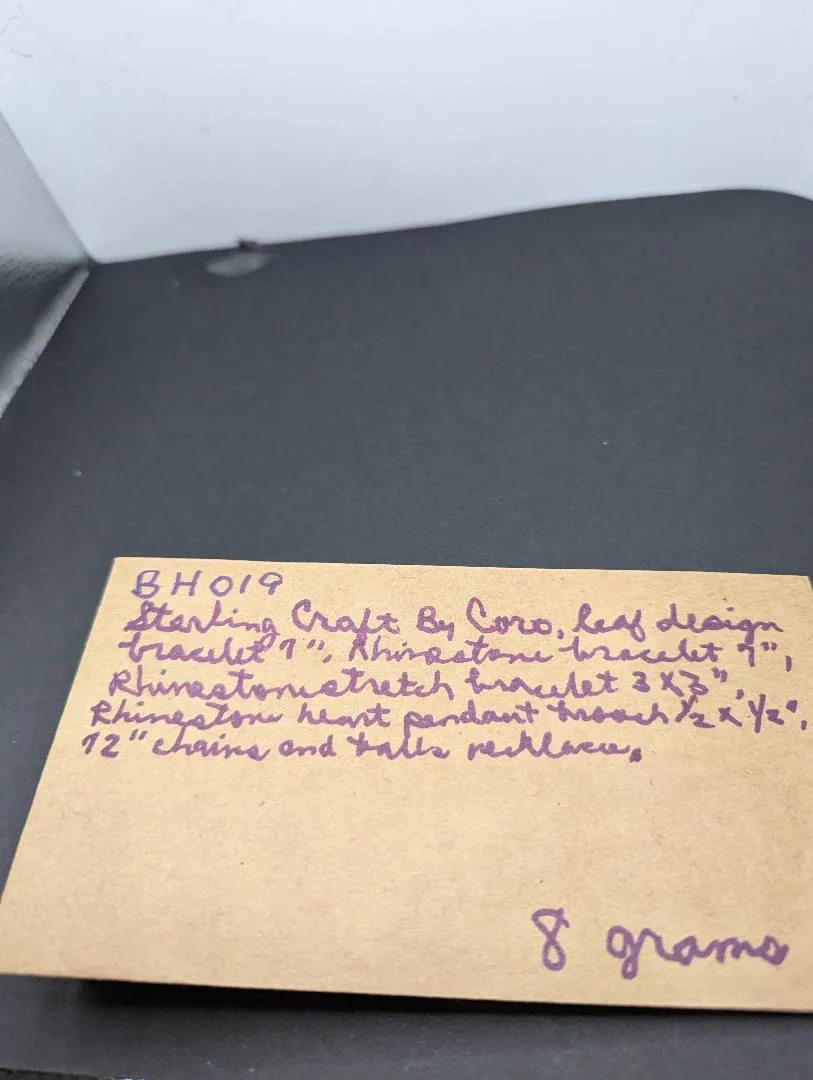 BH019
Sterling Craft By Coro, leaf design
bracelet 7", Rhinestone bracelet 7",
Rhinestone stretch bracelet 3 x 3",
Rhinestone heart pendant brooch 1/2 x 1/2",
12" chains and balls necklace.
8 grams